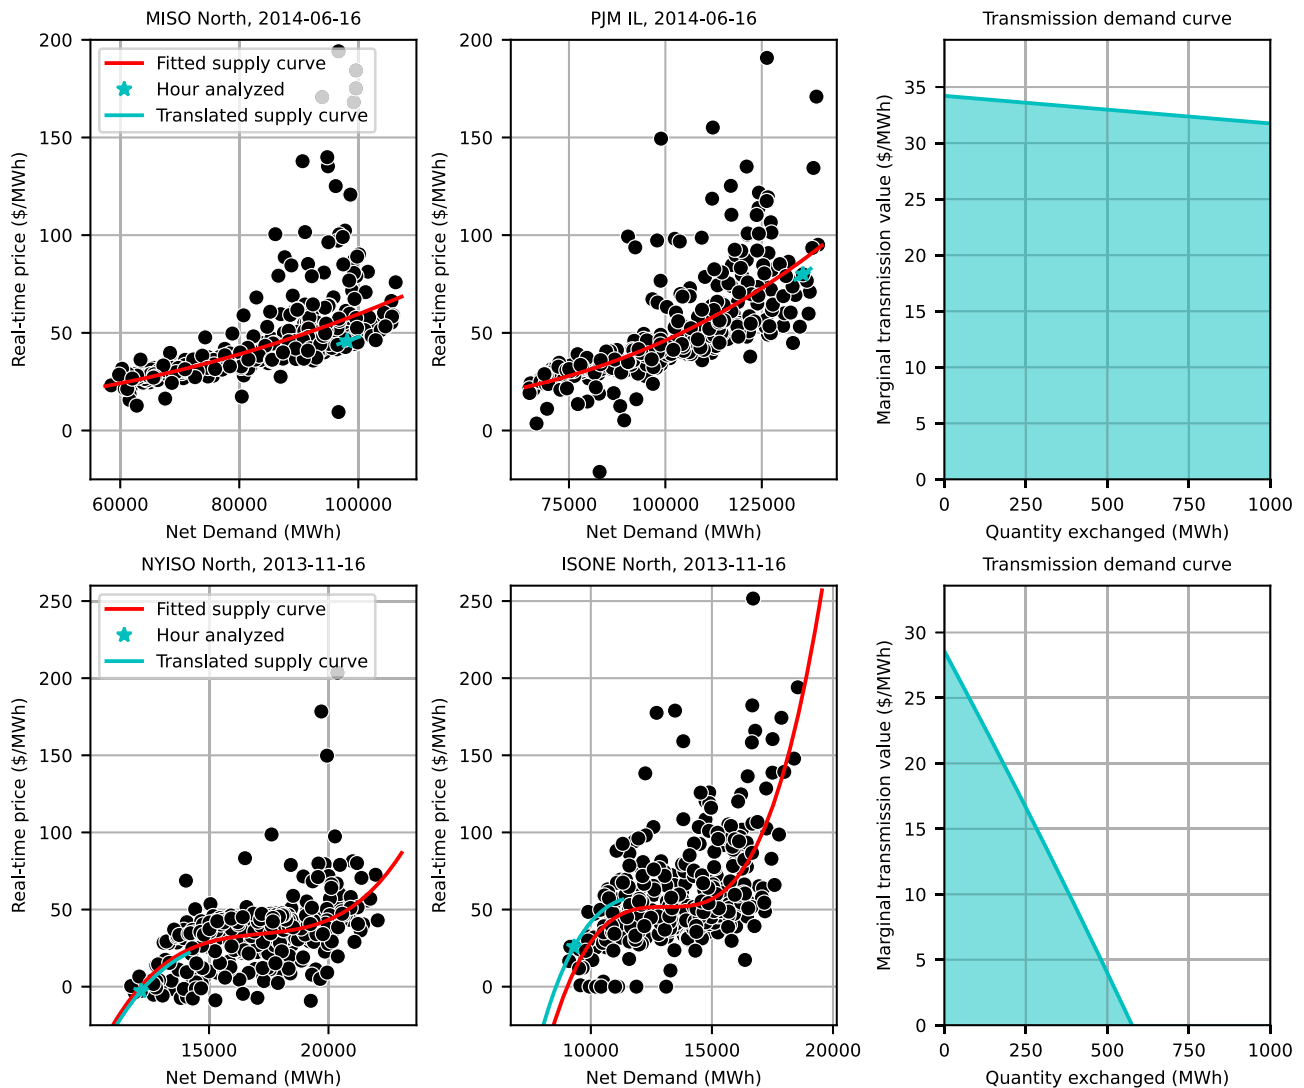 MISO North, 2014-06-16
200
150
100
50
0
Real-time price ($/MWh)
Fitted supply curve
Hour analyzed
Translated supply curve
60000
80000
100000
Net Demand (MWh)
PJM IL, 2014-06-16
200
150
100
50
0
Real-time price ($/MWh)
75000
100000
125000
Net Demand (MWh)
Transmission demand curve
35
30
25
20
15
10
5
0
Marginal transmission value ($/MWh)
0
250
500
750
1000
Quantity exchanged (MWh)
NYISO North, 2013-11-16
250
200
150
100
50
0
Real-time price ($/MWh)
Fitted supply curve
Hour analyzed
Translated supply curve
15000
20000
Net Demand (MWh)
ISONE North, 2013-11-16
250
200
150
100
50
0
Real-time price ($/MWh)
10000
15000
20000
Net Demand (MWh)
Transmission demand curve
30
25
20
15
10
5
0
Marginal transmission value ($/MWh)
0
250
500
750
1000
Quantity exchanged (MWh)